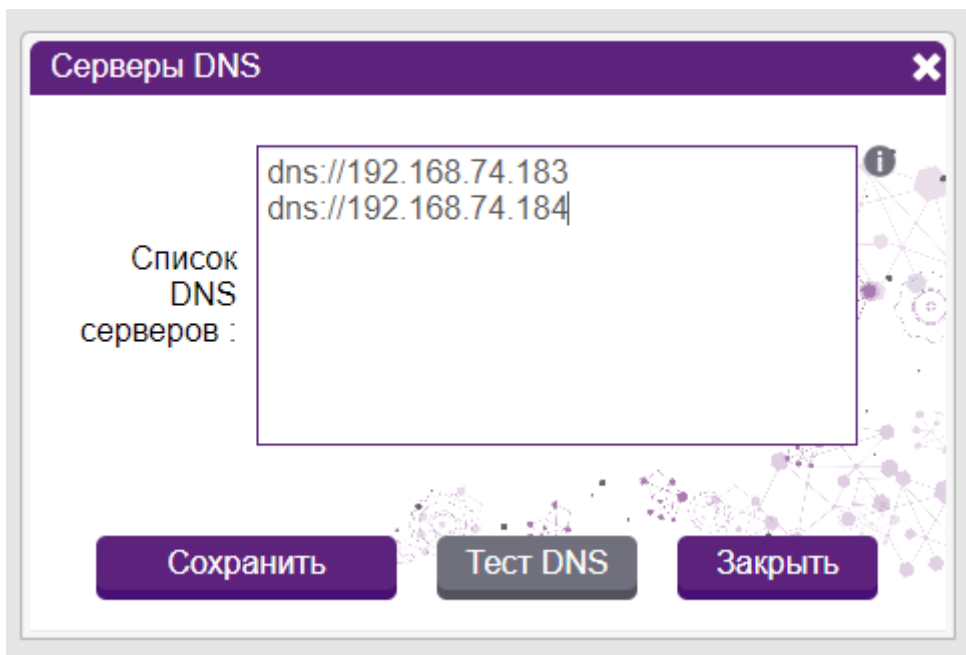 Серверы DNS
dns://192.168.74.183
dns://192.168.74.184
Список
DNS
серверов :
Сохранить
Тест DNS
Закрыть